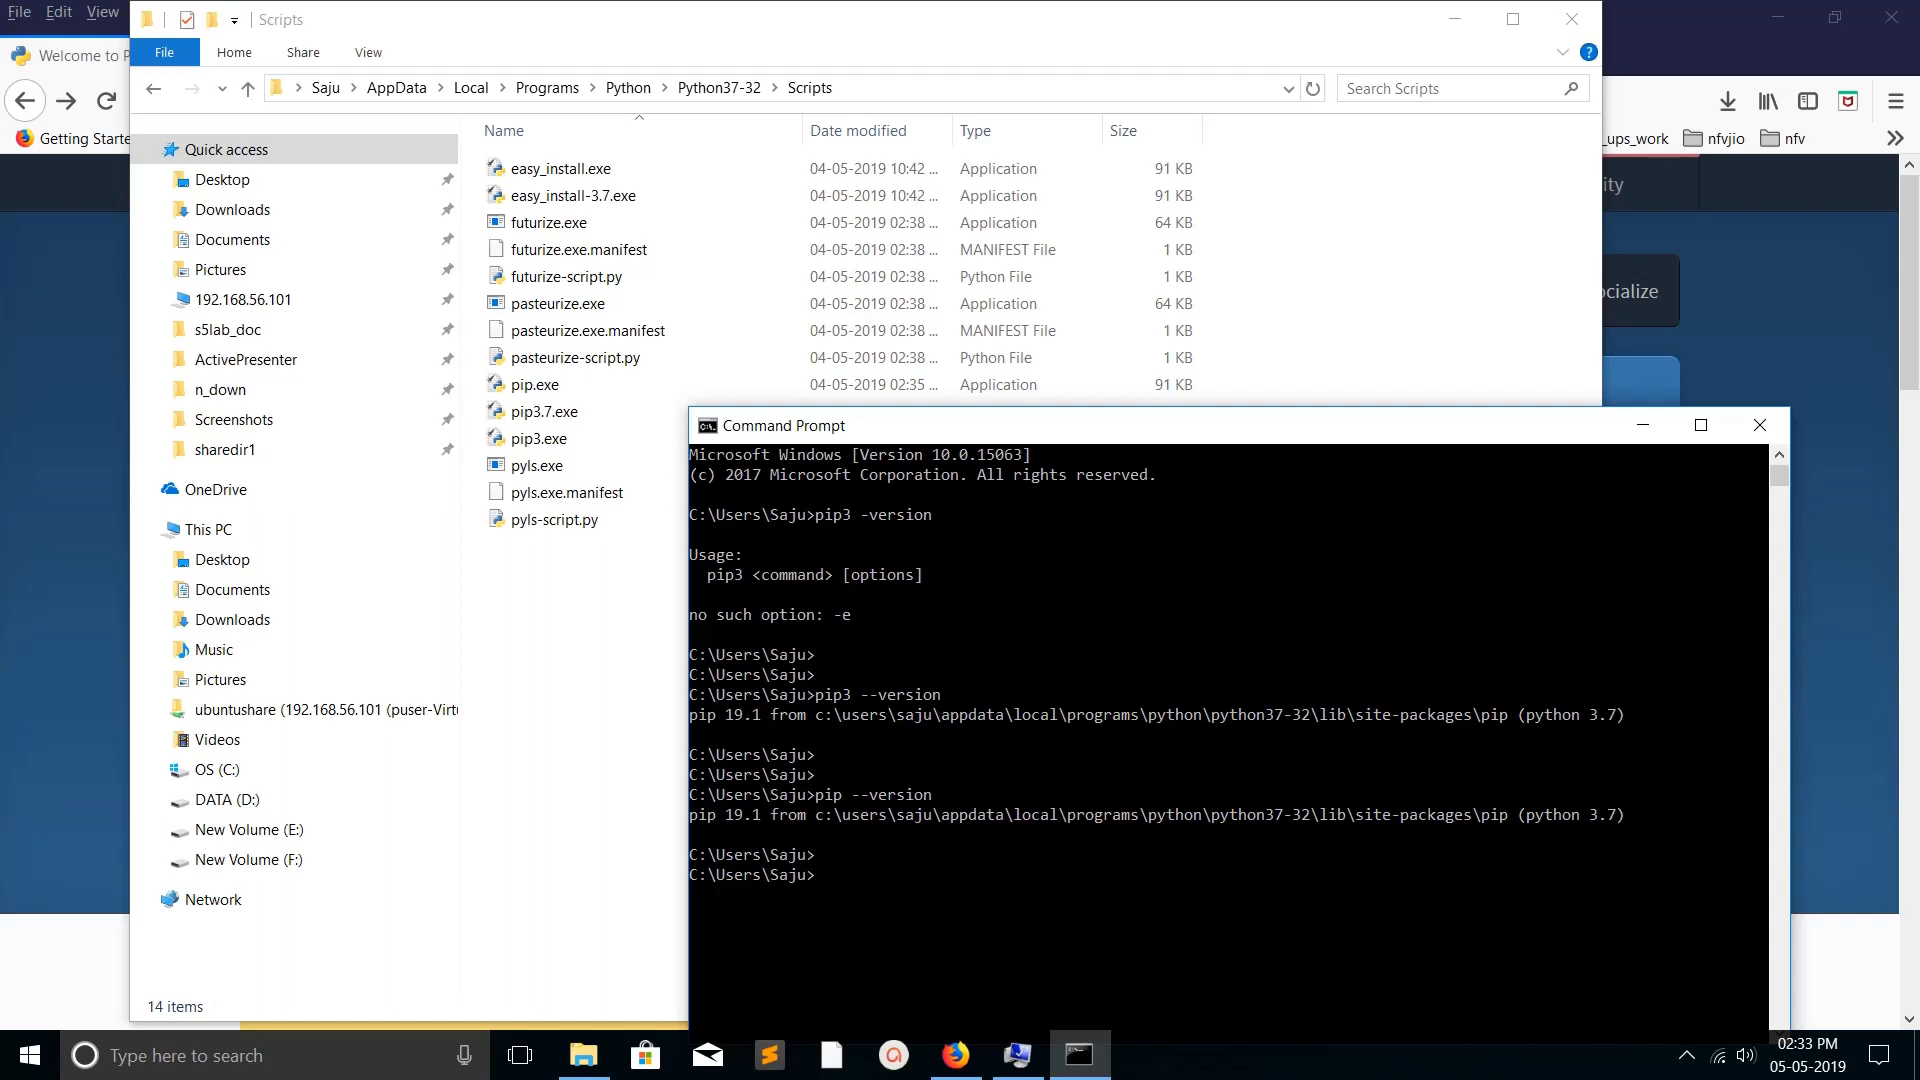 File Edit View
Scripts
File Home Share View
Welcome to P
Saju AppData Local Programs Python Python37-32 Scripts
Search Scripts
Getting Starte
_ups_work nfvjio nfv
Name Date modified Type Size
Quick access
Desktop
Downloads
Documents
Pictures
192.168.56.101
s5lab_doc
ActivePresenter
n_down
Screenshots
sharedir1
OneDrive
This PC
Desktop
Documents
Downloads
Music
Pictures
ubuntushare (192.168.56.101 (puser-Virtu
Videos
OS (C:)
DATA (D:)
New Volume (E:)
New Volume (F:)
Network
14 items
easy_install.exe 04-05-2019 10:42 ... Application 91 KB
easy_install-3.7.exe 04-05-2019 10:42 ... Application 91 KB
futurize.exe 04-05-2019 02:38 ... Application 64 KB
futurize.exe.manifest 04-05-2019 02:38 ... MANIFEST File 1 KB
futurize-script.py 04-05-2019 02:38 ... Python File 1 KB
pasteurize.exe 04-05-2019 02:38 ... Application 64 KB
pasteurize.exe.manifest 04-05-2019 02:38 ... MANIFEST File 1 KB
pasteurize-script.py 04-05-2019 02:38 ... Python File 1 KB
pip.exe 04-05-2019 02:35 ... Application 91 KB
pip3.7.exe
pip3.exe
pyls.exe
pyls.exe.manifest
pyls-script.py
ity
ocialize
Command Prompt
Microsoft Windows [Version 10.0.15063]
(c) 2017 Microsoft Corporation. All rights reserved.
C:\Users\Saju>pip3 -version
Usage:
pip3 <command> [options]
no such option: -e
C:\Users\Saju>
C:\Users\Saju>
C:\Users\Saju>pip3 --version
pip 19.1 from c:\users\saju\appdata\local\programs\python\python37-32\lib\site-packages\pip (python 3.7)
C:\Users\Saju>
C:\Users\Saju>
C:\Users\Saju>pip --version
pip 19.1 from c:\users\saju\appdata\local\programs\python\python37-32\lib\site-packages\pip (python 3.7)
C:\Users\Saju>
C:\Users\Saju>
Type here to search
02:33 PM
05-05-2019